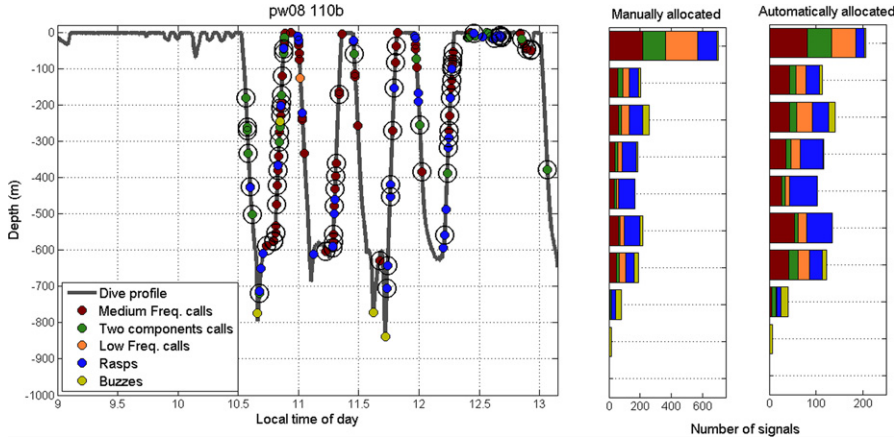 pw08 110b
Depth (m)
0
-100
-200
-300
-400
-500
-600
-700
-800
-900
-1000
Dive profile
Medium Freq. calls
Two components calls
Low Freq. calls
Rasps
Buzzes
9 9.5 10 10.5 11 11.5 12 12.5 13
Local time of day
Manually allocated
0 200 400 600
Automatically allocated
0 100 200
Number of signals